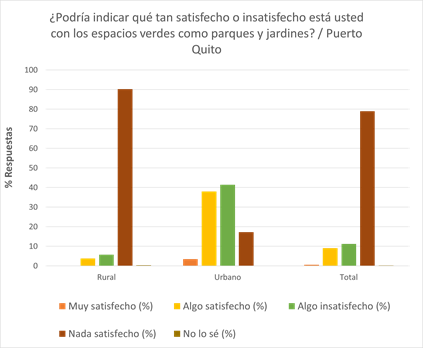 ¿Podría indicar qué tan satisfecho o insatisfecho está usted
con los espacios verdes como parques y jardines? / Puerto
Quito
% Respuestas
100
90
80
70
60
50
40
30
20
10
0
Rural
Urbano
Total
Muy satisfecho (%)
Algo satisfecho (%)
Algo insatisfecho (%)
Nada satisfecho (%)
No lo sé (%)